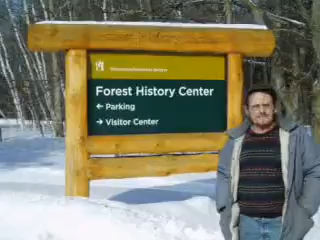 Forest History Center
← Parking
→ Visitor Center